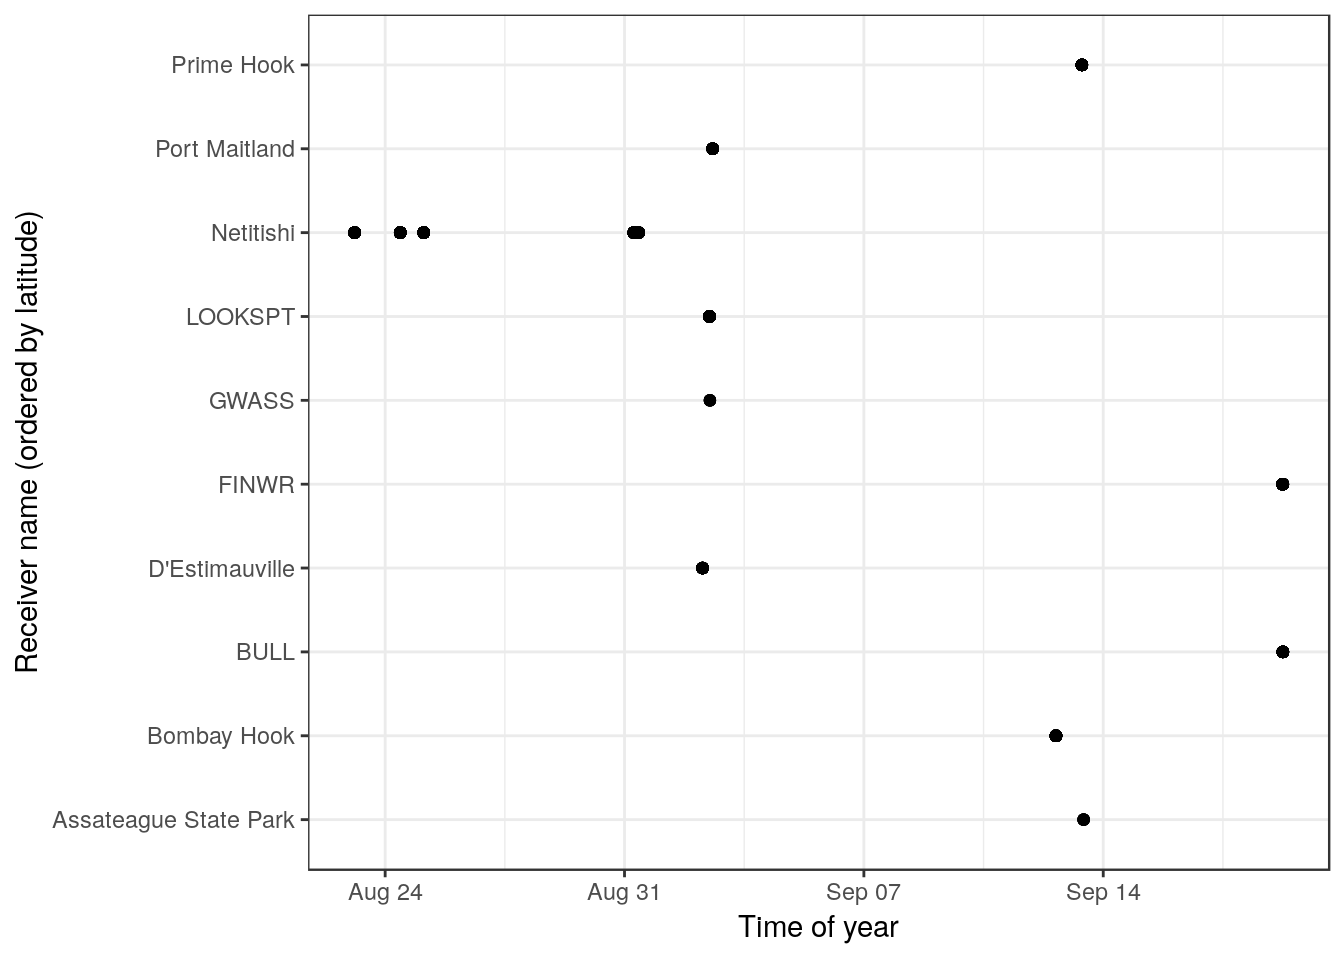 Receiver name (ordered by latitude)
Prime Hook
Port Maitland
Netitishi
LOOKSPT
GWASS
FINWR
D'Estimauville
BULL
Bombay Hook
Assateague State Park
Aug 24 Aug 31 Sep 07 Sep 14
Time of year